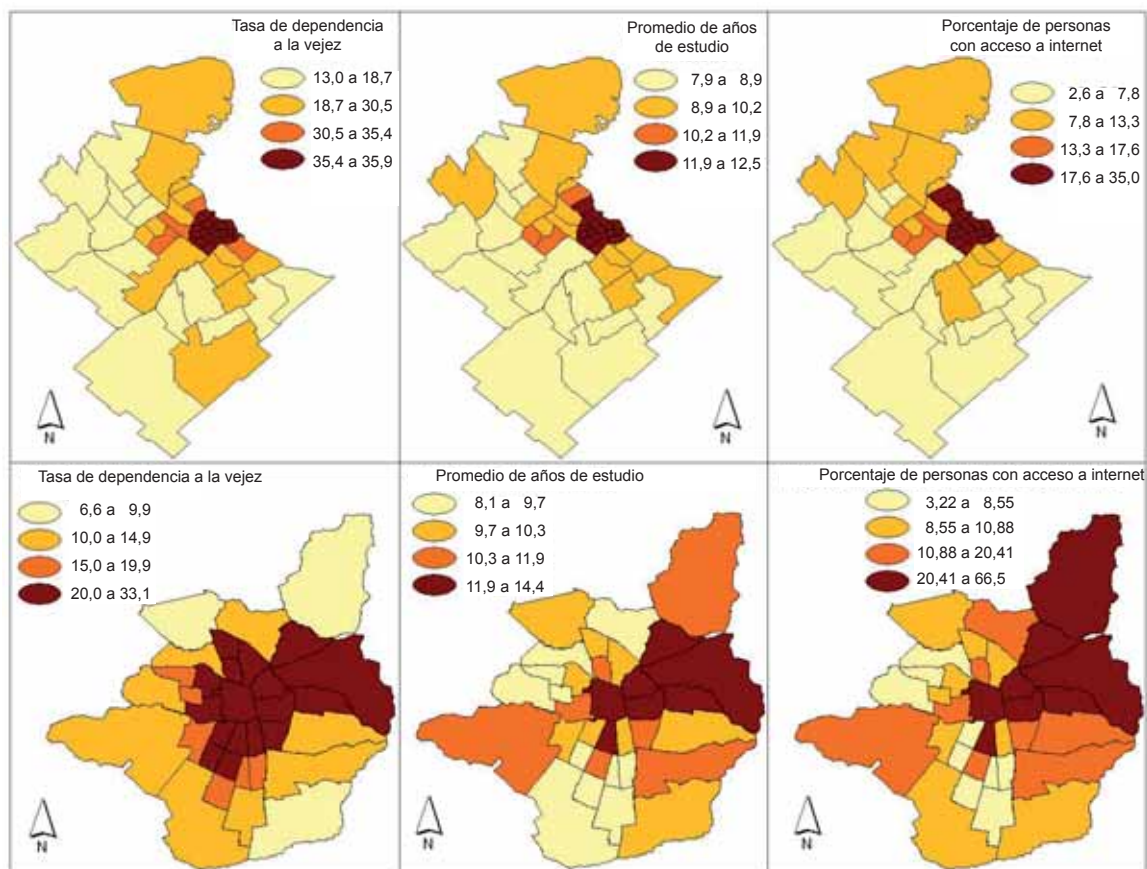 Tasa de dependencia
a la vejez
13,0 a 18,7
18,7 a 30,5
30,5 a 35,4
35,4 a 35,9
N
Promedio de años
de estudio
7,9 a 8,9
8,9 a 10,2
10,2 a 11,9
11,9 a 12,5
N
Porcentaje de personas
con acceso a internet
2,6 a 7,8
7,8 a 13,3
13,3 a 17,6
17,6 a 35,0
N
Tasa de dependencia a la vejez
6,6 a 9,9
10,0 a 14,9
15,0 a 19,9
20,0 a 33,1
N
Promedio de años de estudio
8,1 a 9,7
9,7 a 10,3
10,3 a 11,9
11,9 a 14,4
N
Porcentaje de personas con acceso a internet
3,22 a 8,55
8,55 a 10,88
10,88 a 20,41
20,41 a 66,5
N